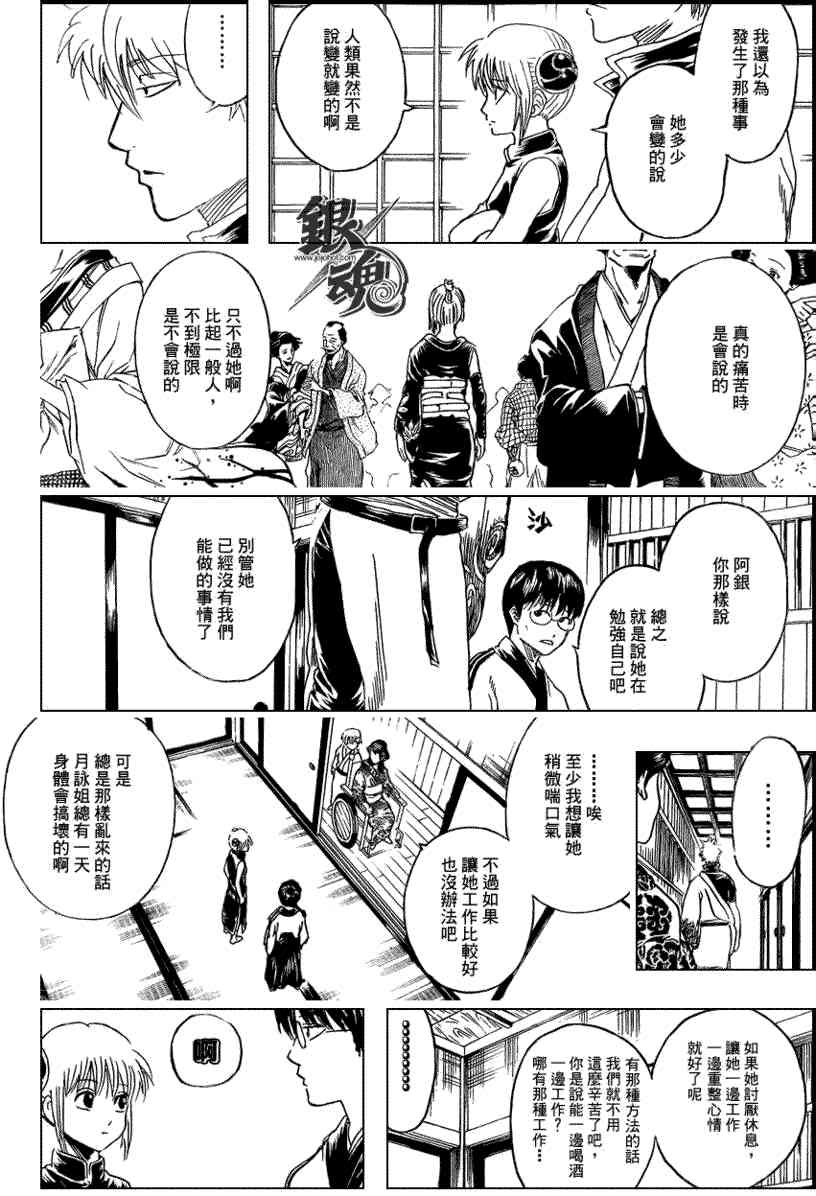 我還以為
發生了那種事
她多少
會變的說
人類果然不是
說變就變的啊
………
銀魂
www.jojohot.com
真的痛苦時
是會說的
只不過她啊
比起一般人，
不到極限
是不會說的
阿銀
你那樣說
總之
就是說她在
勉強自己吧
沙
別管她
已經沒有我們
能做的事情了
………
………唉
至少我想讓她
稍微喘口氣
不過如果
讓她工作比較好
也沒辦法吧
可是
總是那樣亂來的話
月詠姐總有一天
身體會搞壞的啊
如果她討厭休息，
讓她一邊工作
一邊重整心情
就好了呢
有那種方法的話
我們就不用
這麼辛苦了吧，
你是說能一邊喝酒
一邊工作？
哪有那種工作…
………
啊